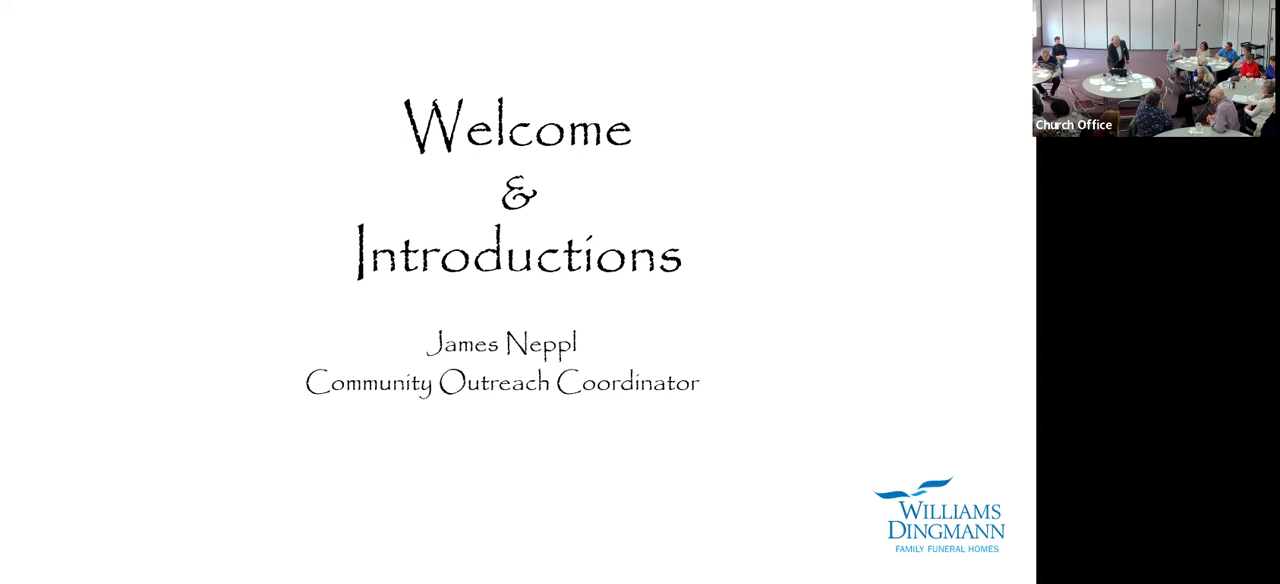 Welcome
&
Introductions
James Neppl
Community Outreach Coordinator
WILLIAMS
DINGMANN
FAMILY FUNERAL HOMES
Church Office